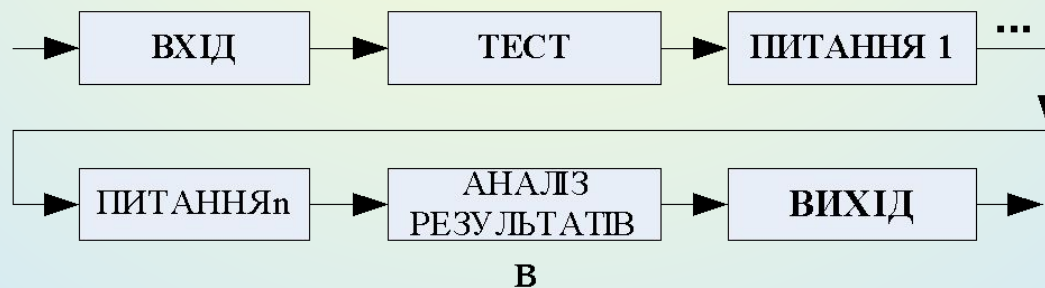 ВХІД
ТЕСТ
ПИТАННЯ 1
...
ПИТАННЯn
АНАЛІЗ
РЕЗУЛЬТАТІВ
ВИХІД
В